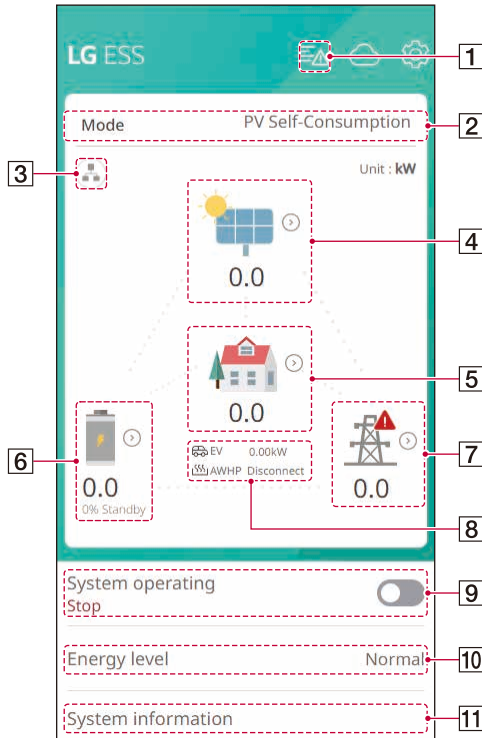 LG ESS
1
Mode PV Self-Consumption
2
3
Unit : kW
4
0.0
5
0.0
6
7
EV 0.00kW
AWHP Disconnect
0.0
0% Standby
0.0
8
System operating
Stop
9
Energy level Normal
10
System information
11